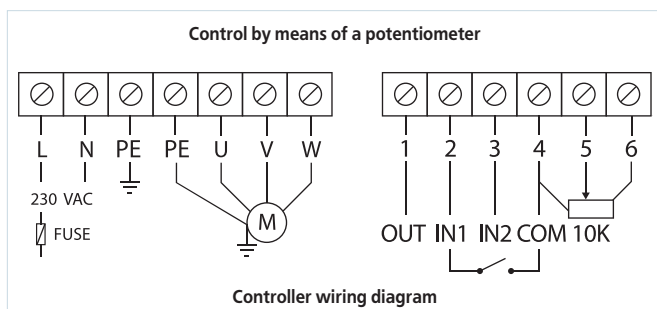 Control by means of a potentiometer
L N PE PE U V W 1 2 3 4 5 6
230 VAC
FUSE
M
OUT IN1 IN2 COM 10K
Controller wiring diagram